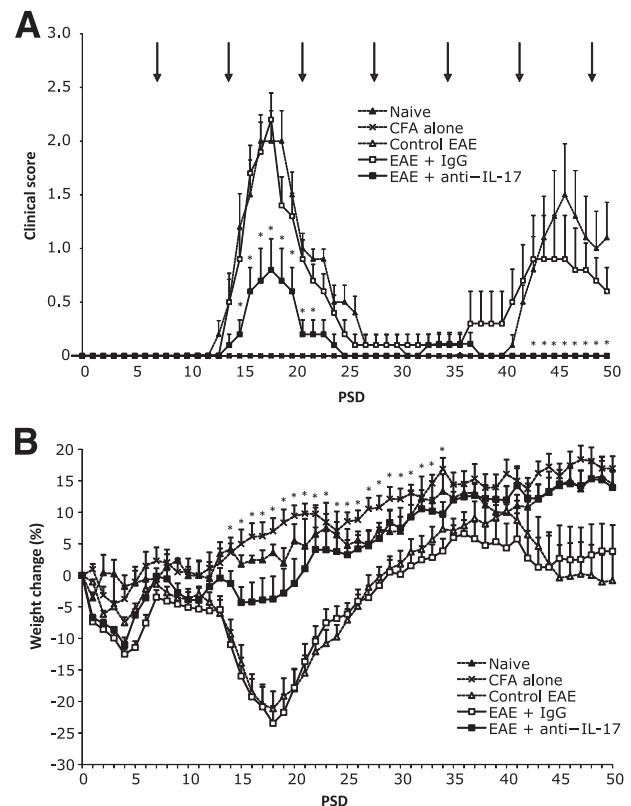 A
3.0
2.5
2.0
1.5
1.0
0.5
0
Clinical score
Naive
CFA alone
Control EAE
EAE + IgG
EAE + anti–IL-17
* * * * * * * *
* * * * * * * *
0 5 10 15 20 25 30 35 40 45 50
PSD
B
20
15
10
5
0
-5
-10
-15
-20
-25
-30
Weight change (%)
* * * * * * * * * * * * * * * * * * * * *
Naive
CFA alone
Control EAE
EAE + IgG
EAE + anti–IL-17
0 5 10 15 20 25 30 35 40 45 50
PSD